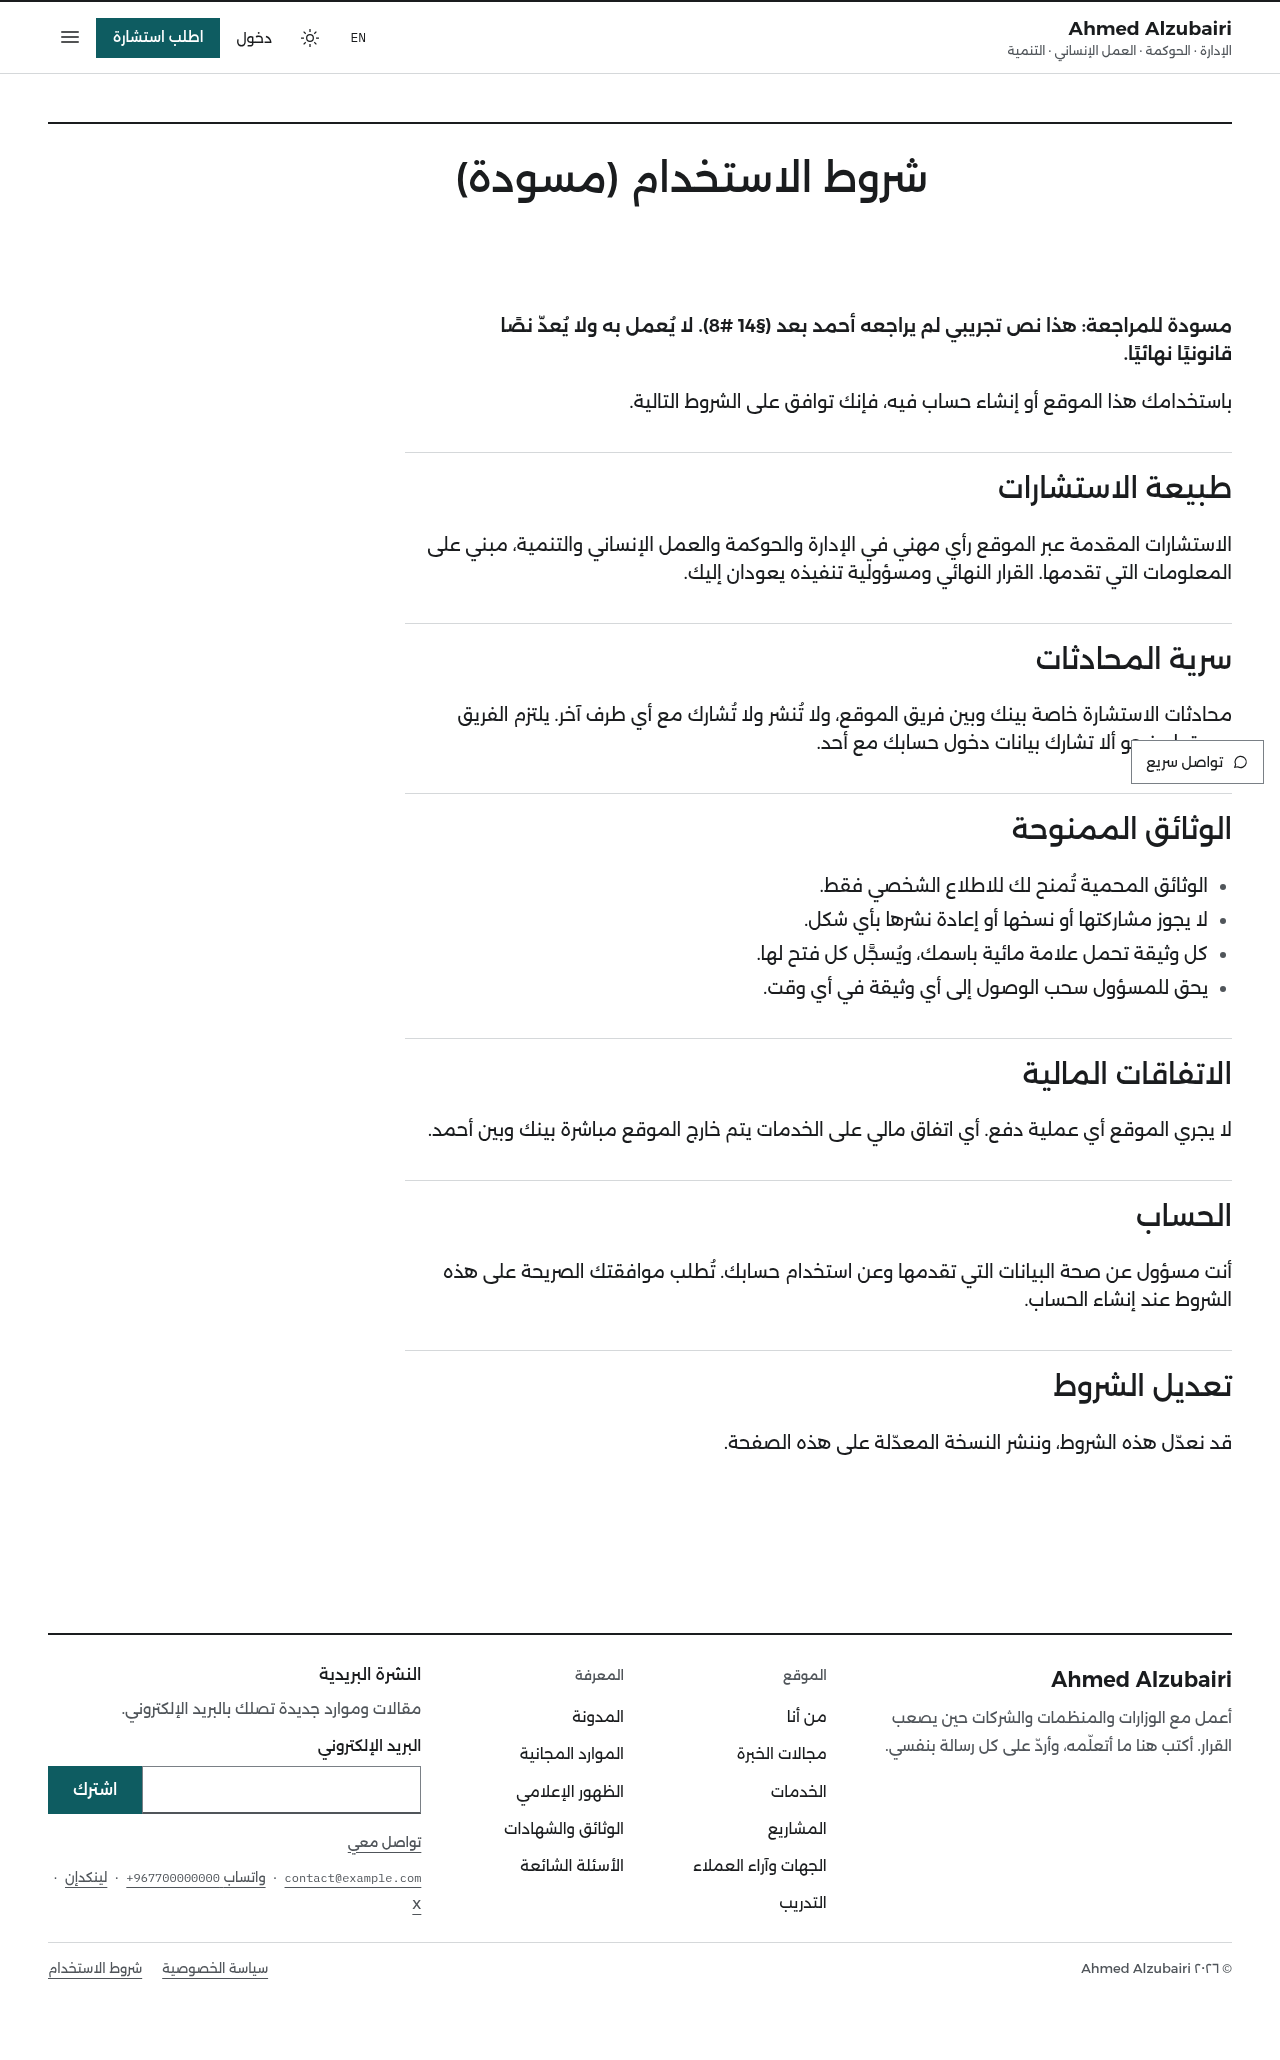 Ahmed Alzubairi
الإدارة · الحوكمة · العمل الإنساني · التنمية
EN
دخول
اطلب استشارة
شروط الاستخدام (مسودة)
مسودة للمراجعة: هذا نص تجريبي لم يراجعه أحمد بعد (§14 #8). لا يُعمل به ولا يُعدّ نصًا
قانونيًا نهائيًا.
باستخدامك هذا الموقع أو إنشاء حساب فيه، فإنك توافق على الشروط التالية.
طبيعة الاستشارات
الاستشارات المقدمة عبر الموقع رأي مهني في الإدارة والحوكمة والعمل الإنساني والتنمية، مبني على
المعلومات التي تقدمها. القرار النهائي ومسؤولية تنفيذه يعودان إليك.
سرية المحادثات
محادثات الاستشارة خاصة بينك وبين فريق الموقع، ولا تُنشر ولا تُشارك مع أي طرف آخر. يلتزم الفريق
ألا تشارك بيانات دخول حسابك مع أحد.
تواصل سريع
الوثائق الممنوحة
الوثائق المحمية تُمنح لك للاطلاع الشخصي فقط.
لا يجوز مشاركتها أو نسخها أو إعادة نشرها بأي شكل.
كل وثيقة تحمل علامة مائية باسمك، ويُسجَّل كل فتح لها.
يحق للمسؤول سحب الوصول إلى أي وثيقة في أي وقت.
الاتفاقات المالية
لا يجري الموقع أي عملية دفع. أي اتفاق مالي على الخدمات يتم خارج الموقع مباشرة بينك وبين أحمد.
الحساب
أنت مسؤول عن صحة البيانات التي تقدمها وعن استخدام حسابك. تُطلب موافقتك الصريحة على هذه
الشروط عند إنشاء الحساب.
تعديل الشروط
قد نعدّل هذه الشروط، وننشر النسخة المعدّلة على هذه الصفحة.
Ahmed Alzubairi
أعمل مع الوزارات والمنظمات والشركات حين يصعب
القرار. أكتب هنا ما أتعلّمه، وأردّ على كل رسالة بنفسي.
الموقع
من أنا
مجالات الخبرة
الخدمات
المشاريع
الجهات وآراء العملاء
التدريب
المعرفة
المدونة
الموارد المجانية
الظهور الإعلامي
الوثائق والشهادات
الأسئلة الشائعة
النشرة البريدية
مقالات وموارد جديدة تصلك بالبريد الإلكتروني.
البريد الإلكتروني
اشترك
تواصل معي
contact@example.com · واتساب +967700000000 · لينكدإن ·
X
© ٢٠٢٦ Ahmed Alzubairi
سياسة الخصوصية
شروط الاستخدام